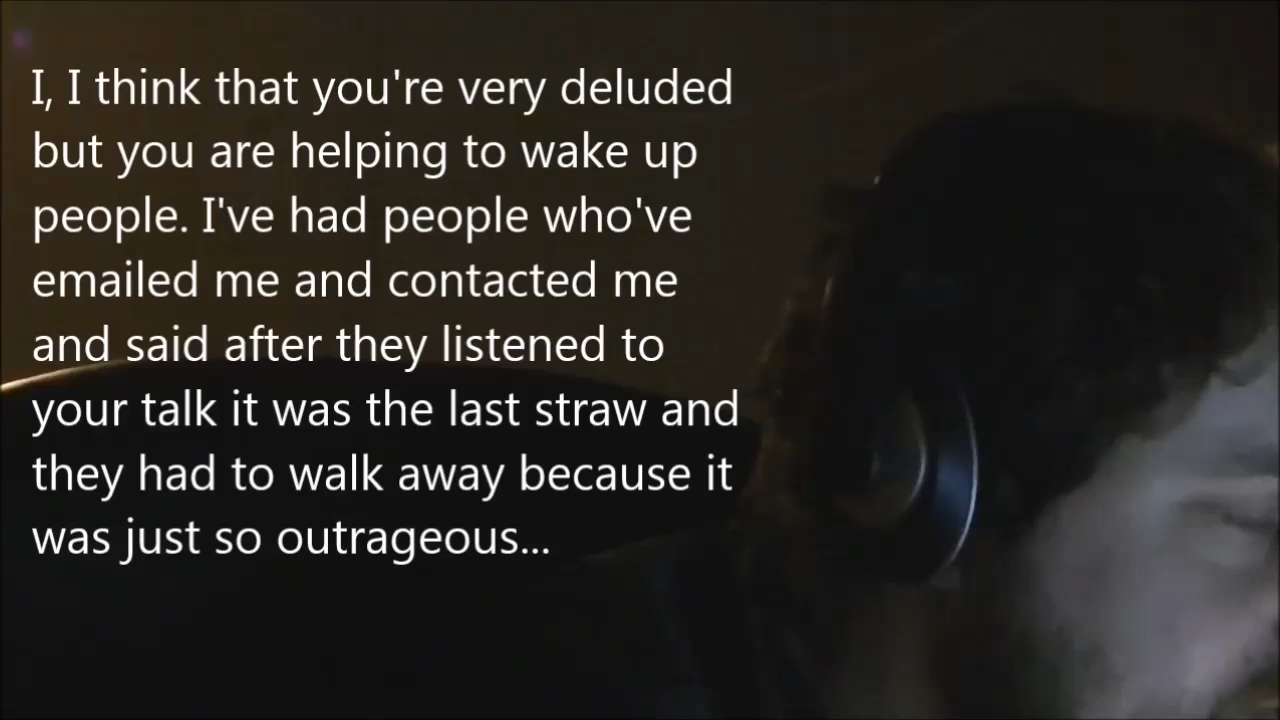 I, I think that you're very deluded
but you are helping to wake up
people. I've had people who've
emailed me and contacted me
and said after they listened to
your talk it was the last straw and
they had to walk away because it
was just so outrageous...